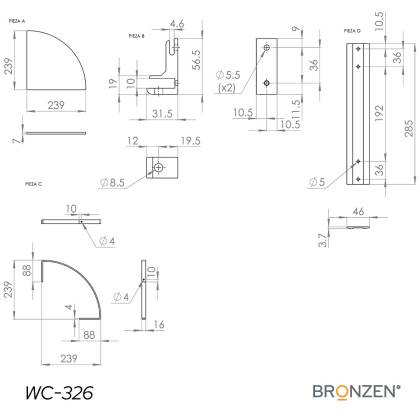 PIEZA A
239
239
7
PIEZA B
4.6
56.5
19
10
31.5
12
19.5
Ø8.5
9
36
Ø5.5
(x2)
11.5
10.5
10.5
PIEZA D
36
192
285
36
Ø5
46
3.7
PIEZA C
10
Ø4
88
239
4
88
239
10
Ø4
16
WC-326
BRONZEN®